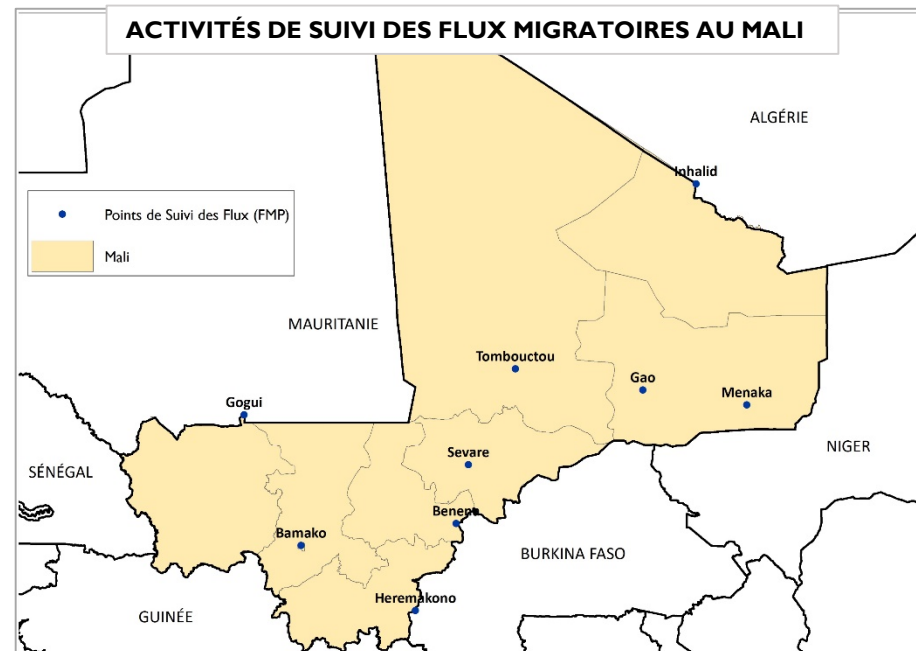 ACTIVITÉS DE SUIVI DES FLUX MIGRATOIRES AU MALI
ALGÉRIE
Inhalid
Points de Suivi des Flux (FMP)
Mali
MAURITANIE
Tombouctou
Gao
Menaka
Gogui
NIGER
Sevare
SÉNÉGAL
Benena
Bamako
BURKINA FASO
Heremakono
GUINÉE